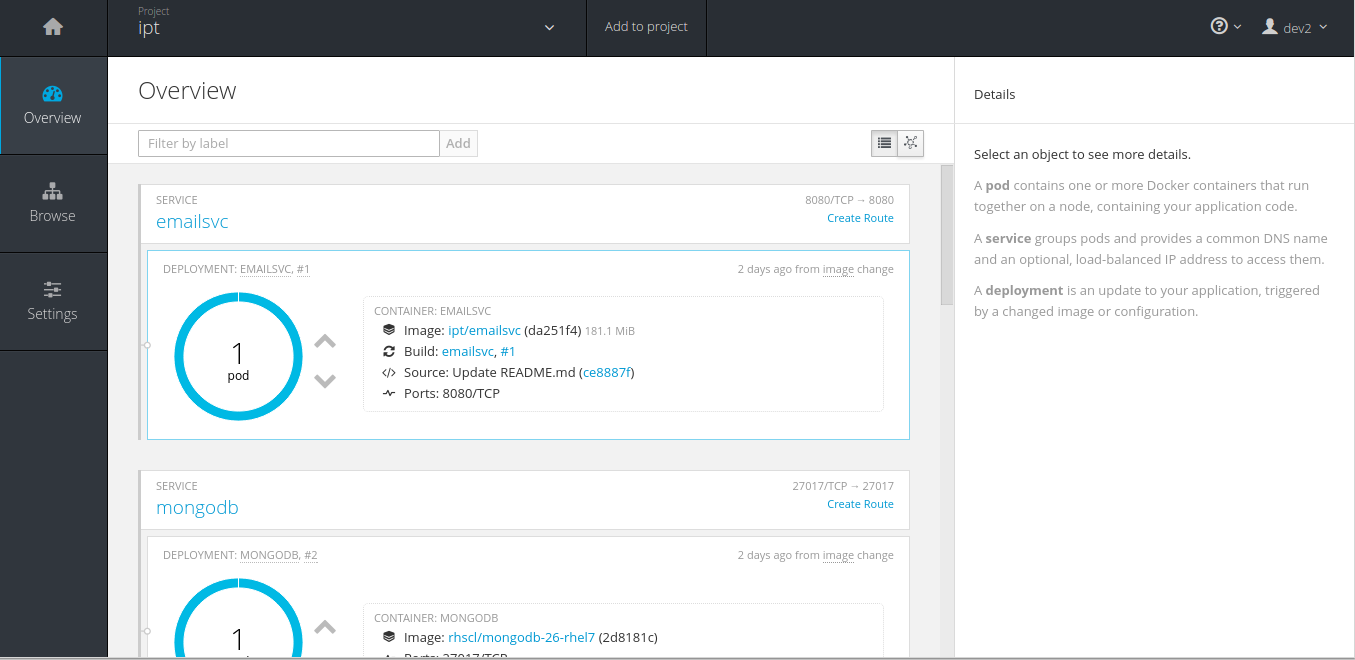 Project
ipt
Add to project
dev2
Overview
Browse
Settings
Overview
Filter by label Add
SERVICE 8080/TCP → 8080
emailsvc Create Route
DEPLOYMENT: EMAILSVC, #1 2 days ago from image change
1
pod
CONTAINER: EMAILSVC
Image: ipt/emailsvc (da251f4) 181.1 MiB
Build: emailsvc, #1
Source: Update README.md (ce8887f)
Ports: 8080/TCP
SERVICE 27017/TCP → 27017
mongodb Create Route
DEPLOYMENT: MONGODB, #2 2 days ago from image change
1
CONTAINER: MONGODB
Image: rhscl/mongodb-26-rhel7 (2d8181c)
Ports: 27017/TCP
Details
Select an object to see more details.
A pod contains one or more Docker containers that run
together on a node, containing your application code.
A service groups pods and provides a common DNS name
and an optional, load-balanced IP address to access them.
A deployment is an update to your application, triggered
by a changed image or configuration.